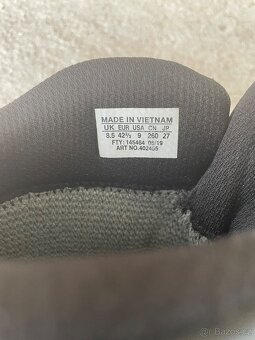 MADE IN VIETNAM
UK EUR USA CN JP
8.5 42⅔ 9 260 27
FTY: 145464 05/19
ART NO.402455